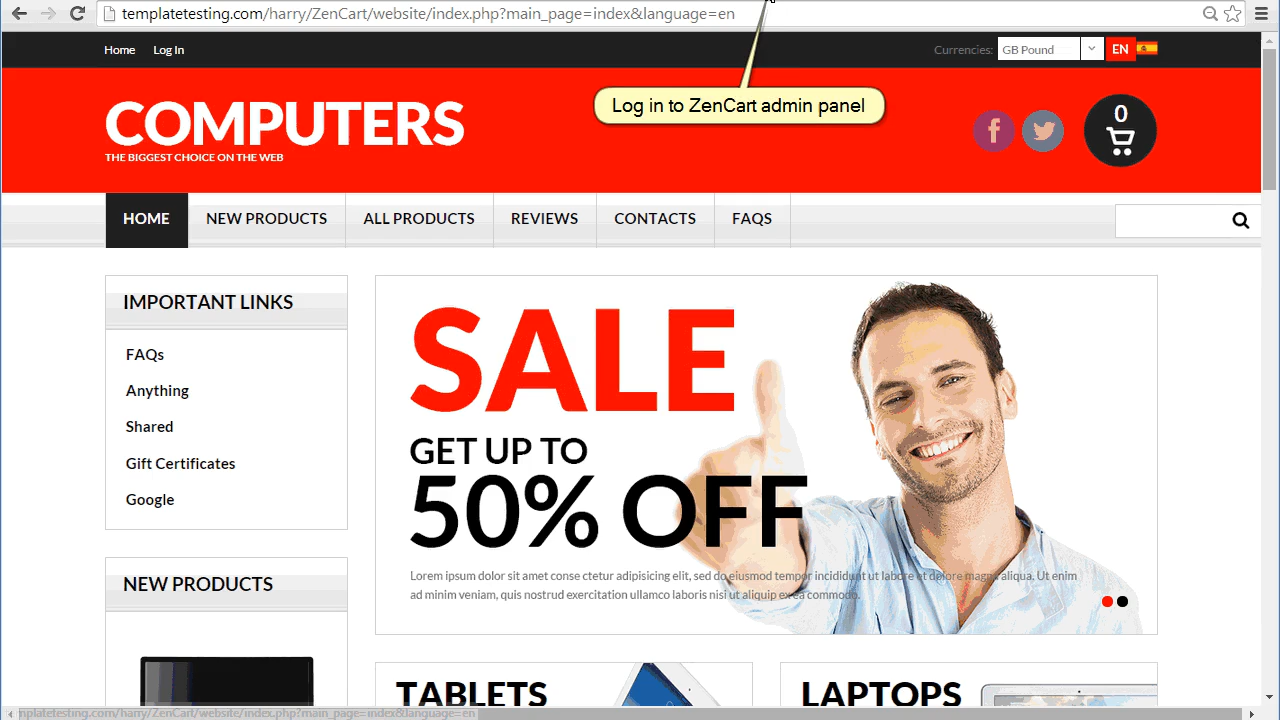 templatetesting.com/harry/ZenCart/website/index.php?main_page=index&language=en
Home Log In Currencies: GB Pound EN
Log in to ZenCart admin panel
COMPUTERS
THE BIGGEST CHOICE ON THE WEB
0
HOME NEW PRODUCTS ALL PRODUCTS REVIEWS CONTACTS FAQS
IMPORTANT LINKS
FAQs
Anything
Shared
Gift Certificates
Google
NEW PRODUCTS
SALE
GET UP TO
50% OFF
Lorem ipsum dolor sit amet conse ctetur adipisicing elit, sed do eiusmod tempor incididunt ut labore et dolore magna aliqua. Ut enim
ad minim veniam, quis nostrud exercitation ullamco laboris nisi ut aliquip ex ea commodo.
TABLETS
LAPTOPS
mplatetesting.com/harry/ZenCart/website/index.php?main_page=index&language=en